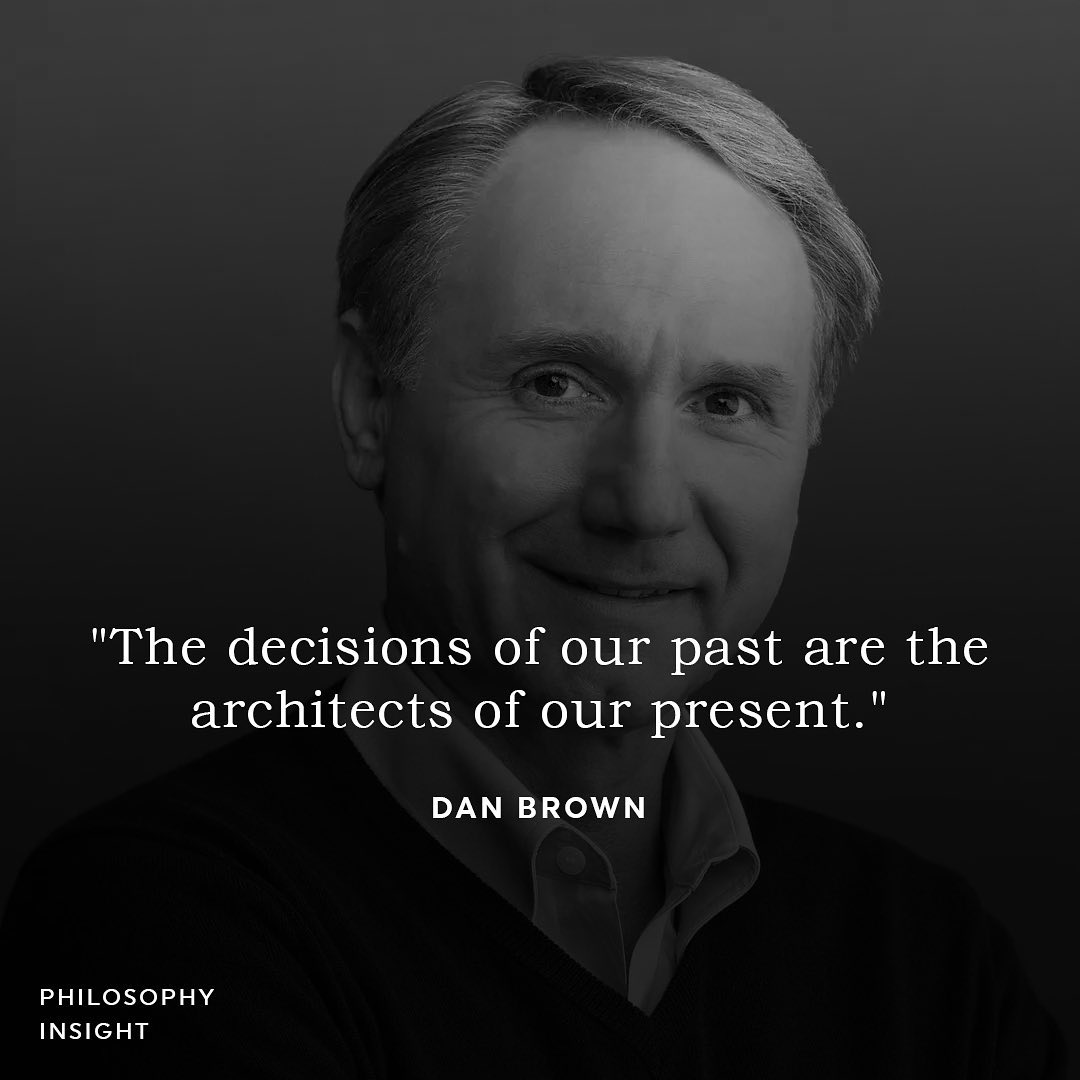 "The decisions of our past are the
architects of our present."
DAN BROWN
PHILOSOPHY
INSIGHT